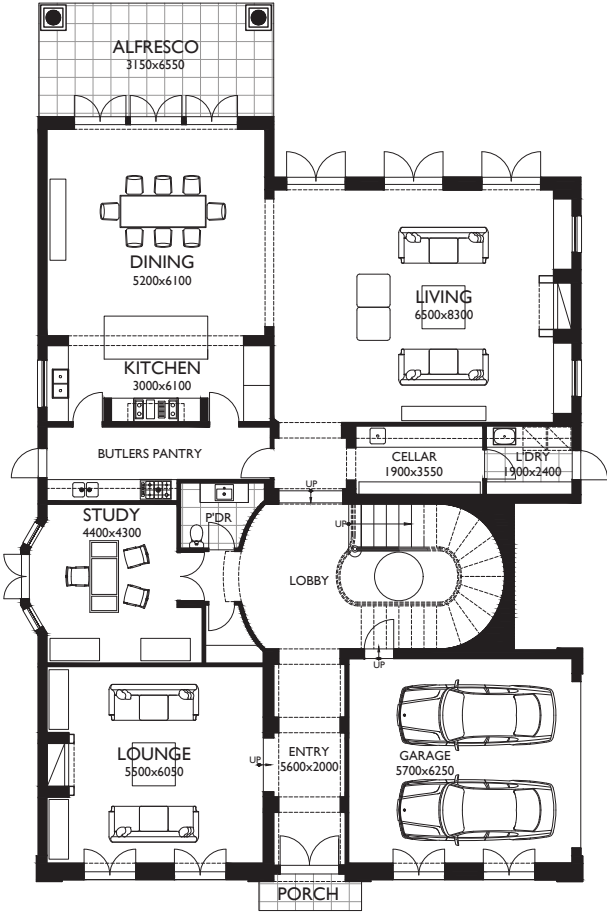 ALFRESCO
3150x6550
DINING
5200x6100
LIVING
6500x8300
KITCHEN
3000x6100
BUTLERS PANTRY
CELLAR
1900x3550
L'DRY
1900x2400
UP
STUDY
4400x4300
P'DR
UP
LOBBY
UP
LOUNGE
5500x6050
UP
ENTRY
5600x2000
GARAGE
5700x6250
PORCH